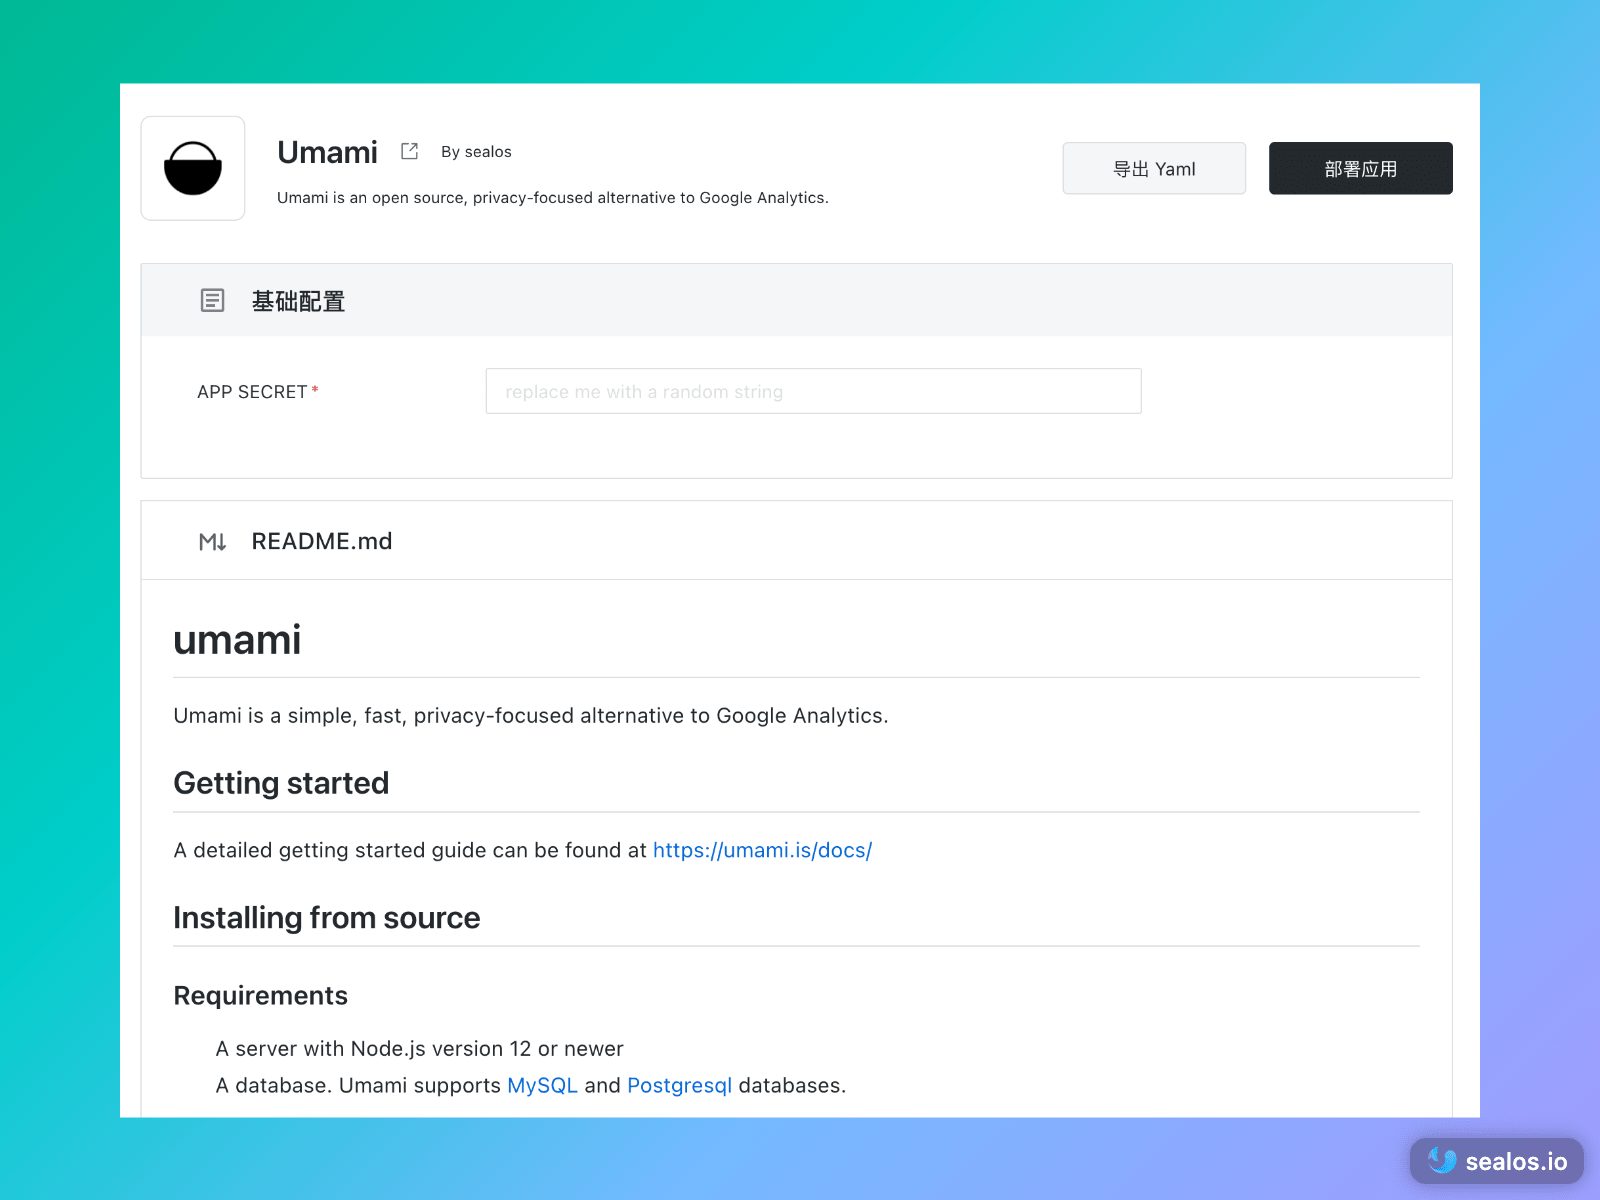 Umami
By sealos
Umami is an open source, privacy-focused alternative to Google Analytics.
导出 Yaml
部署应用
基础配置
APP SECRET*
replace me with a random string
README.md
umami
Umami is a simple, fast, privacy-focused alternative to Google Analytics.
Getting started
A detailed getting started guide can be found at https://umami.is/docs/
Installing from source
Requirements
A server with Node.js version 12 or newer
A database. Umami supports MySQL and Postgresql databases.
sealos.io